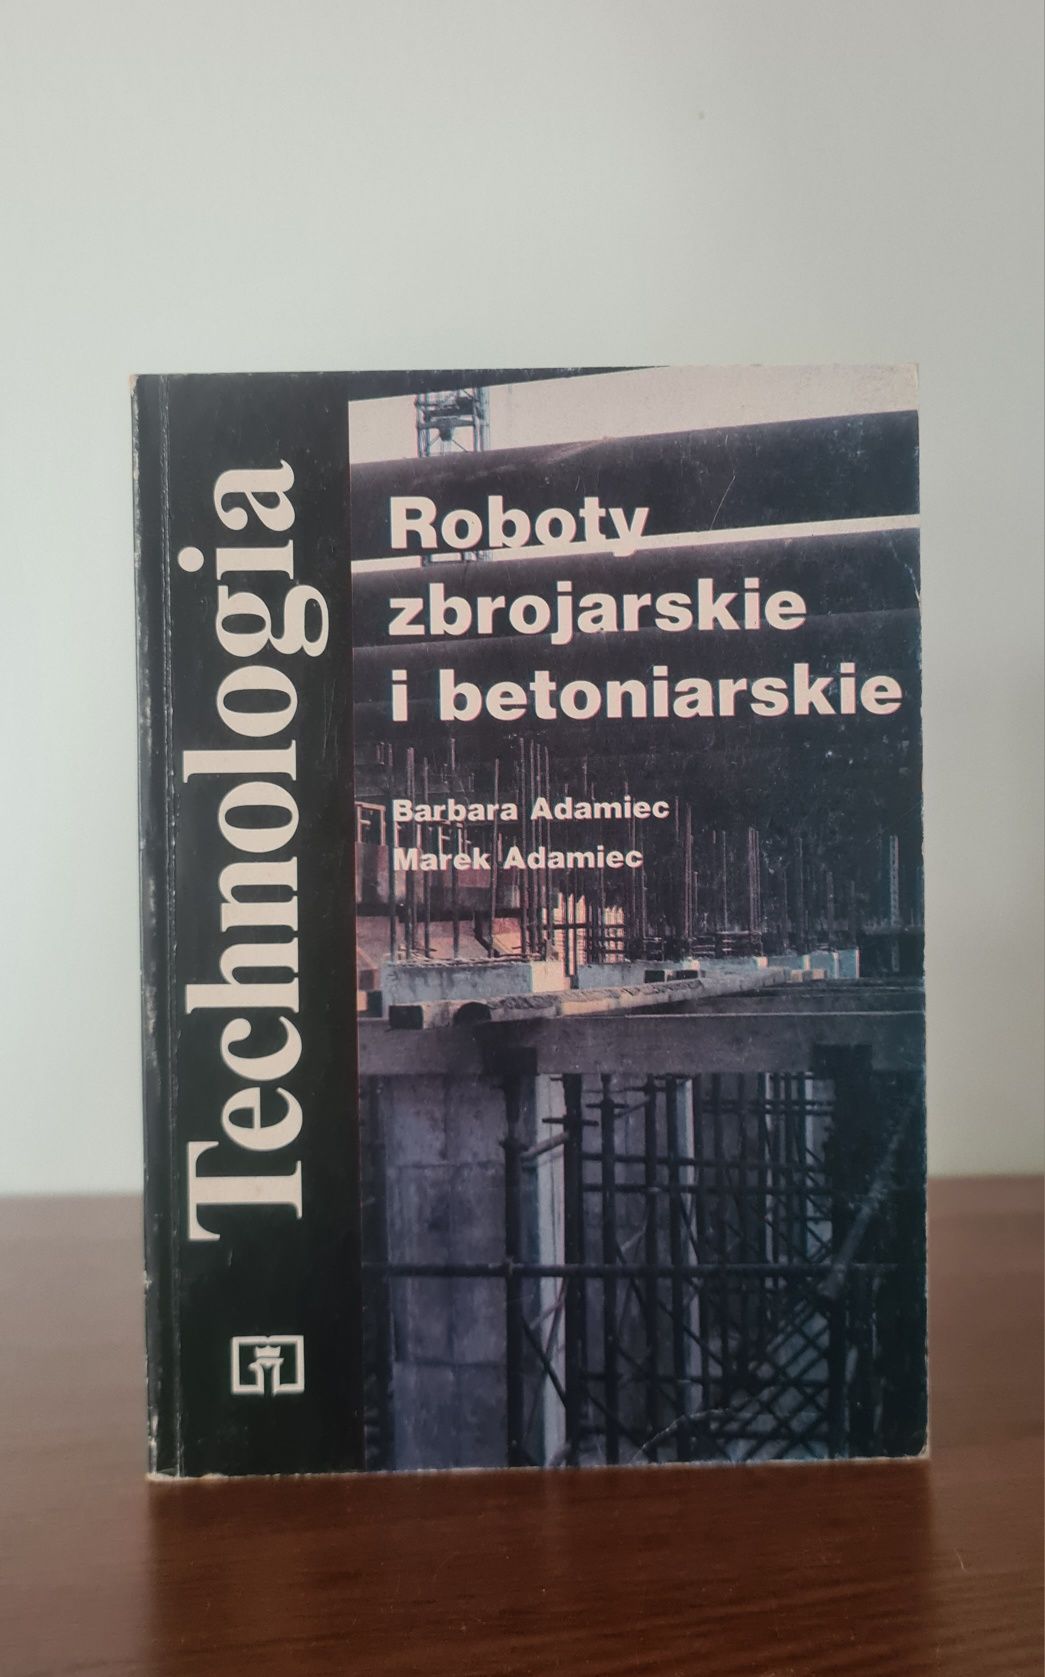 Technologia
Roboty
zbrojarskie
i betoniarskie
Barbara Adamiec
Marek Adamiec